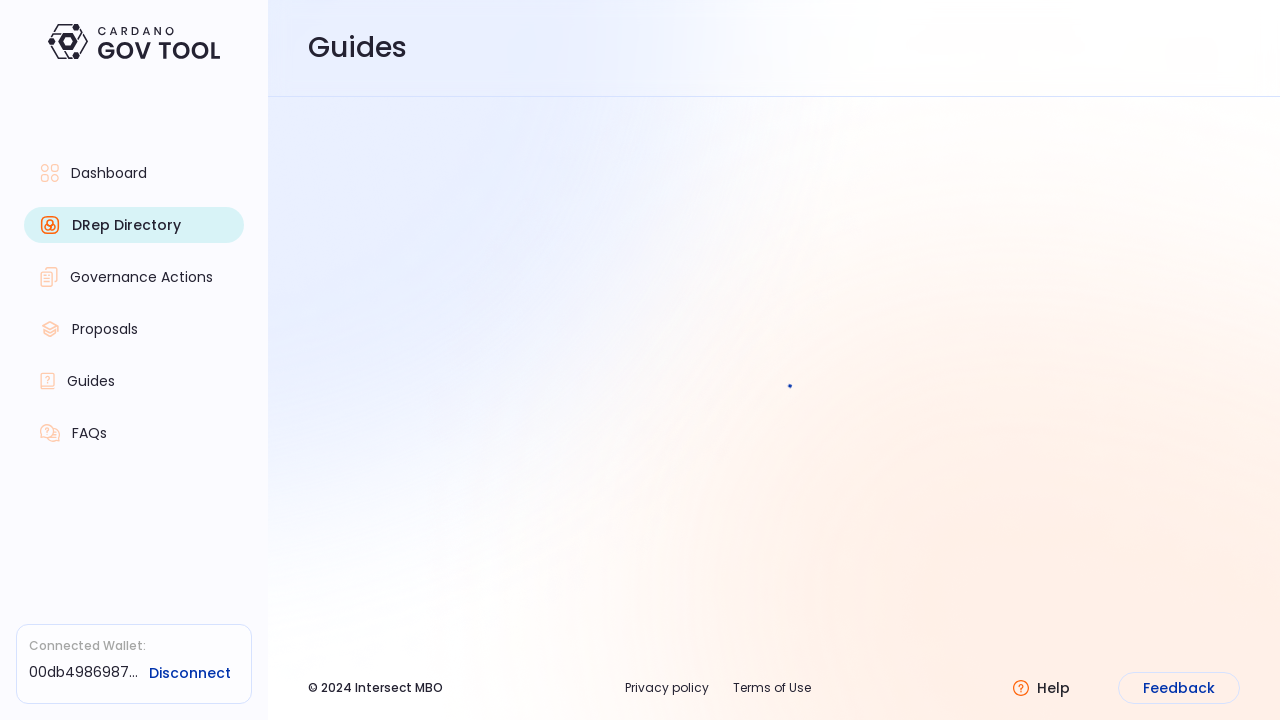 CARDANO
GOV TOOL
Guides
Dashboard
DRep Directory
Governance Actions
Proposals
Guides
FAQs
Connected Wallet:
00db4986987... Disconnect
© 2024 Intersect MBO
Privacy policy
Terms of Use
Help
Feedback